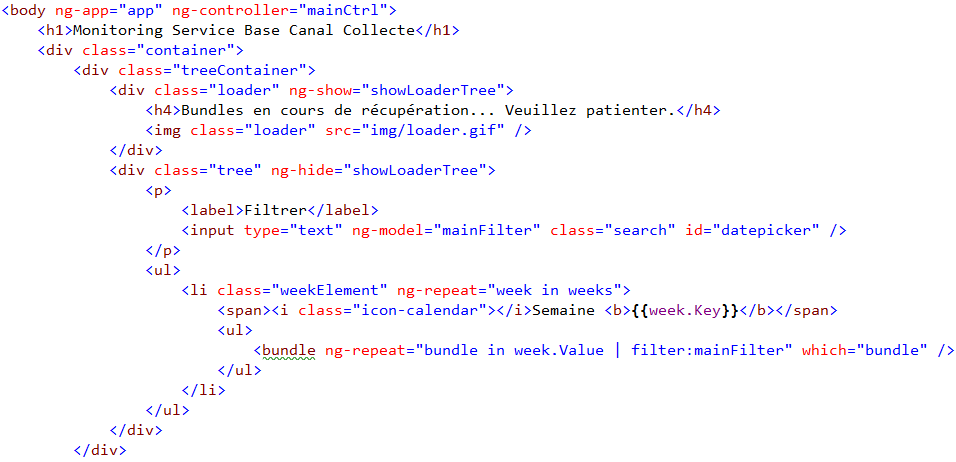 <body ng-app="app" ng-controller="mainCtrl">
<h1>Monitoring Service Base Canal Collecte</h1>
<div class="container">
<div class="treeContainer">
<div class="loader" ng-show="showLoaderTree">
<h4>Bundles en cours de récupération... Veuillez patienter.</h4>
<img class="loader" src="img/loader.gif" />
</div>
<div class="tree" ng-hide="showLoaderTree">
<p>
<label>Filtrer</label>
<input type="text" ng-model="mainFilter" class="search" id="datepicker" />
</p>
<ul>
<li class="weekElement" ng-repeat="week in weeks">
<span><i class="icon-calendar"></i>Semaine <b>{{week.Key}}</b></span>
<ul>
<bundle ng-repeat="bundle in week.Value | filter:mainFilter" which="bundle" />
</ul>
</li>
</ul>
</div>
</div>